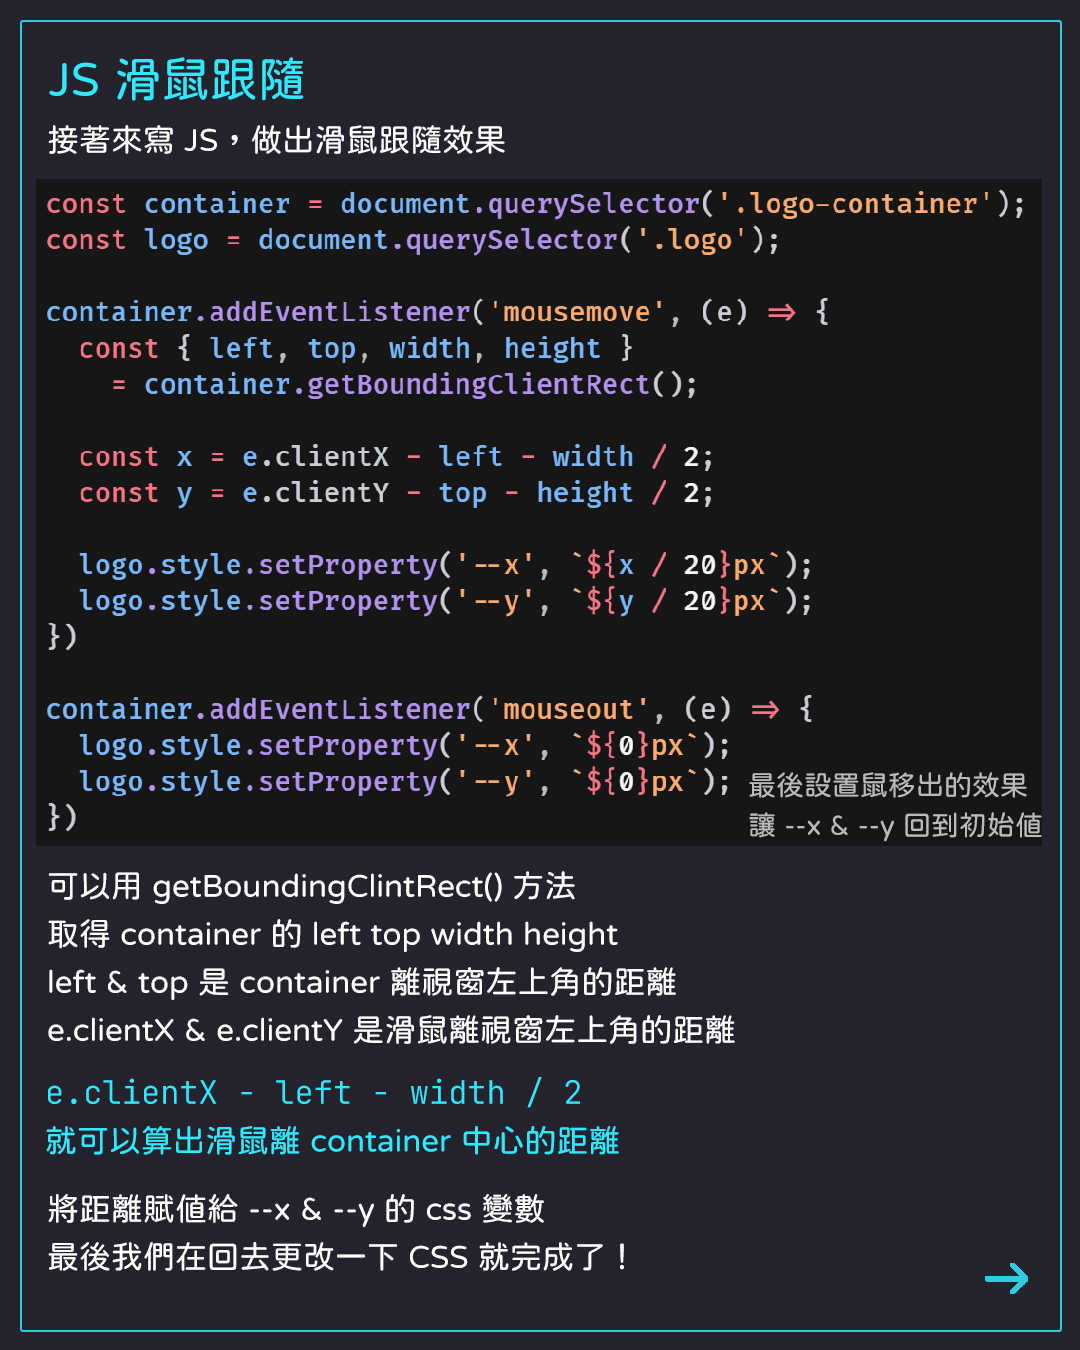 JS 滑鼠跟隨
接著來寫 JS，做出滑鼠跟隨效果
const container = document.querySelector('.logo-container');
const logo = document.querySelector('.logo');
container.addEventListener('mousemove', (e) => {
  const { left, top, width, height }
    = container.getBoundingClientRect();
  const x = e.clientX - left - width / 2;
  const y = e.clientY - top - height / 2;
  logo.style.setProperty('--x', `${x / 20}px`);
  logo.style.setProperty('--y', `${y / 20}px`);
})
container.addEventListener('mouseout', (e) => {
  logo.style.setProperty('--x', `${0}px`);
  logo.style.setProperty('--y', `${0}px`);
})
最後設置鼠移出的效果
讓 --x & --y 回到初始值
可以用 getBoundingClintRect() 方法
取得 container 的 left top width height
left & top 是 container 離視窗左上角的距離
e.clientX & e.clientY 是滑鼠離視窗左上角的距離
e.clientX - left - width / 2
就可以算出滑鼠離 container 中心的距離
將距離賦值給 --x & --y 的 css 變數
最後我們在回去更改一下 CSS 就完成了！